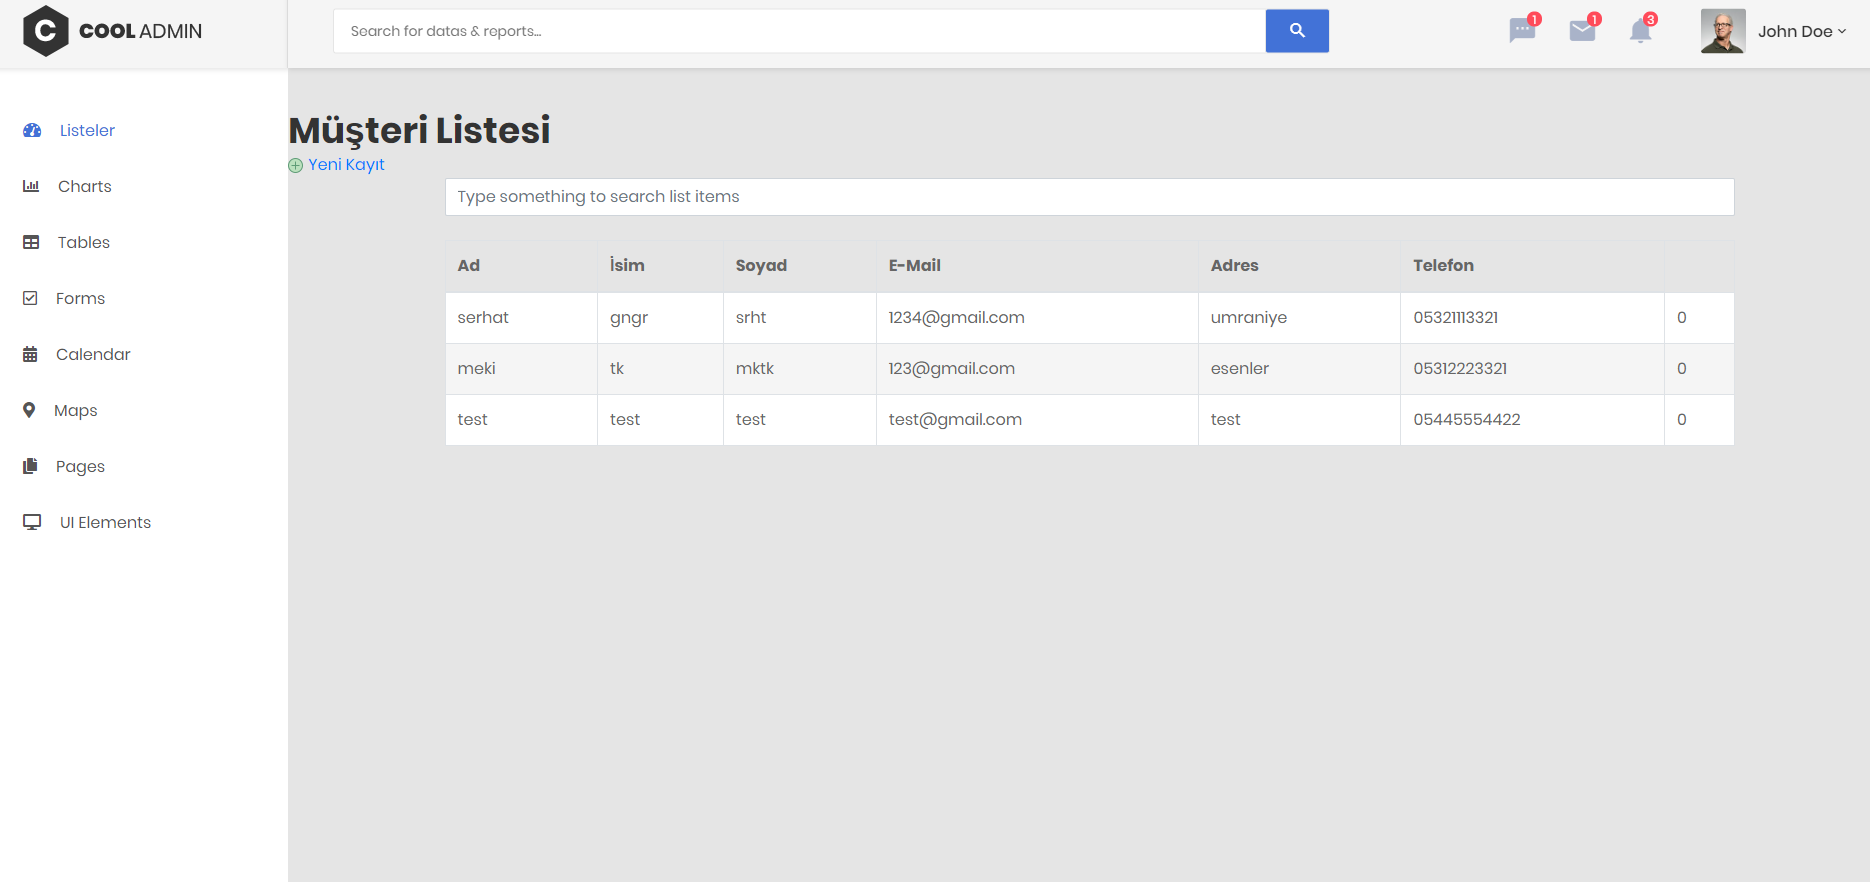 C COOL ADMIN
Search for datas & reports...
1
1
3
John Doe
Listeler
Charts
Tables
Forms
Calendar
Maps
Pages
UI Elements
Müşteri Listesi
Yeni Kayıt
Type something to search list items
Ad İsim Soyad E-Mail Adres Telefon
serhat gngr srht 1234@gmail.com umraniye 05321113321 0
meki tk mktk 123@gmail.com esenler 05312223321 0
test test test test@gmail.com test 05445554422 0